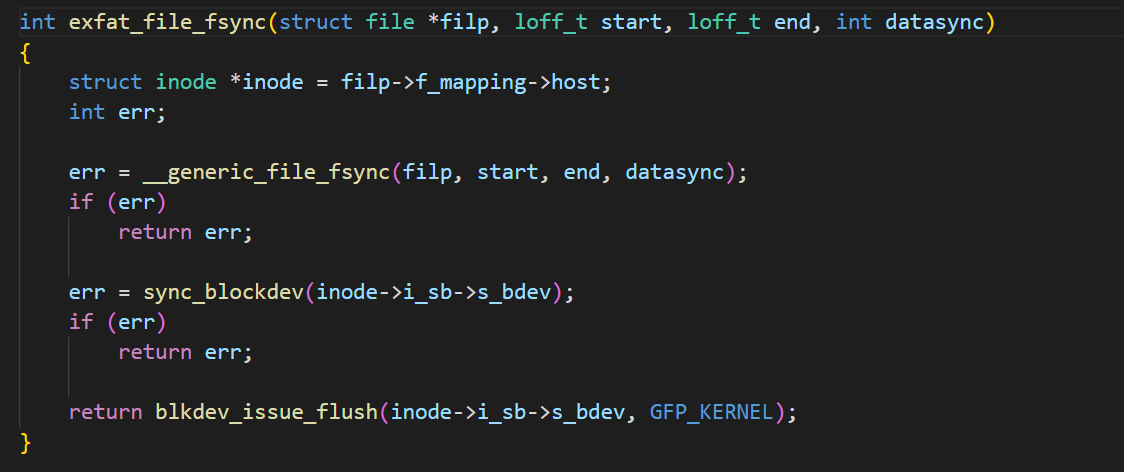 int exfat_file_fsync(struct file *filp, loff_t start, loff_t end, int datasync)
{
    struct inode *inode = filp->f_mapping->host;
    int err;

    err = __generic_file_fsync(filp, start, end, datasync);
    if (err)
        return err;

    err = sync_blockdev(inode->i_sb->s_bdev);
    if (err)
        return err;

    return blkdev_issue_flush(inode->i_sb->s_bdev, GFP_KERNEL);
}